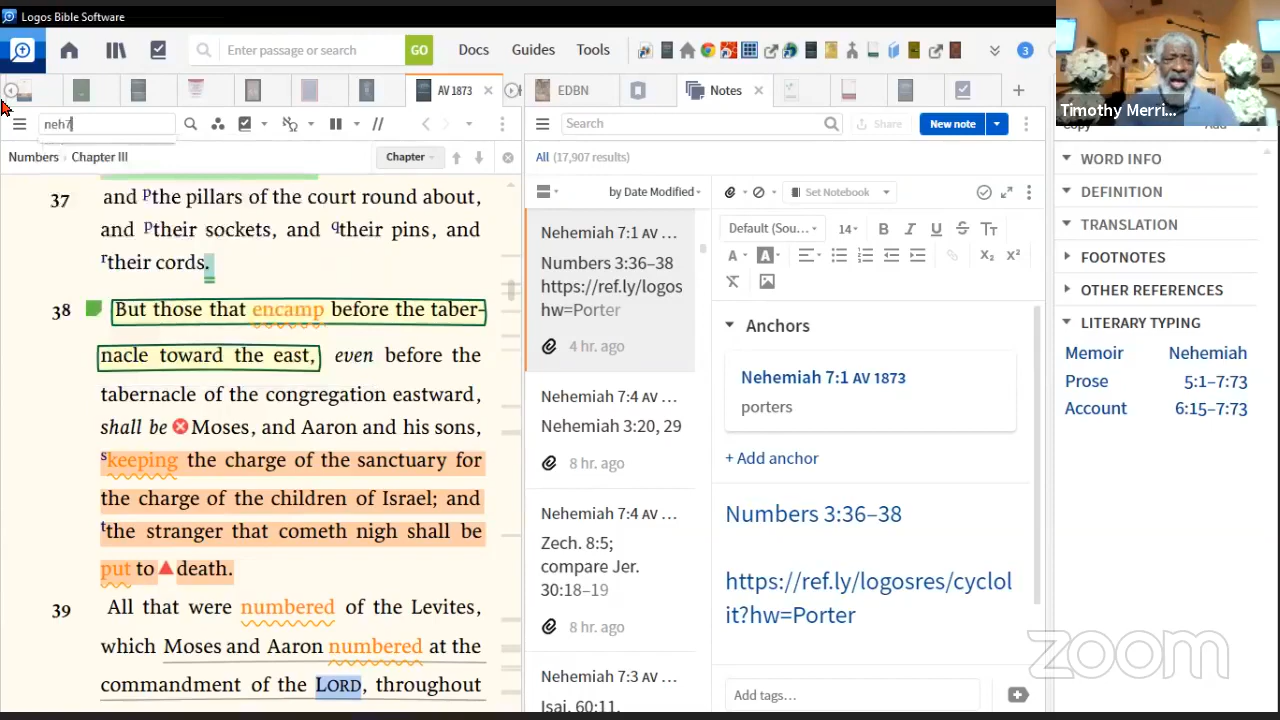 Logos Bible Software
Enter passage or search
GO
Docs
Guides
Tools
3
AV 1873
EDBN
Notes
Timothy Merri...
neh7
Search
Share
New note
Copy
Add
Numbers › Chapter III
Chapter
All (17,907 results)
WORD INFO
by Date Modified
Set Notebook
DEFINITION
37 and pthe pillars of the court round about,
and ptheir sockets, and qtheir pins, and
rtheir cords.
38 But those that encamp before the taber-
nacle toward the east, even before the
tabernacle of the congregation eastward,
shall be Moses, and Aaron and his sons,
skeeping the charge of the sanctuary for
the charge of the children of Israel; and
tthe stranger that cometh nigh shall be
put to death.
39 All that were numbered of the Levites,
which Moses and Aaron numbered at the
commandment of the LORD, throughout
Nehemiah 7:1 AV ...
Numbers 3:36–38
https://ref.ly/logos
hw=Porter
4 hr. ago
Nehemiah 7:4 AV ...
Nehemiah 3:20, 29
8 hr. ago
Nehemiah 7:4 AV ...
Zech. 8:5;
compare Jer.
30:18–19
8 hr. ago
Nehemiah 7:3 AV ...
Isai. 60:11,
Default (Sou...
14
B I U S TT
A A
X2 X2
Anchors
Nehemiah 7:1 AV 1873
porters
+ Add anchor
Numbers 3:36–38
https://ref.ly/logosres/cyclol
it?hw=Porter
Add tags...
TRANSLATION
FOOTNOTES
OTHER REFERENCES
LITERARY TYPING
Memoir Nehemiah
Prose 5:1–7:73
Account 6:15–7:73
zoom